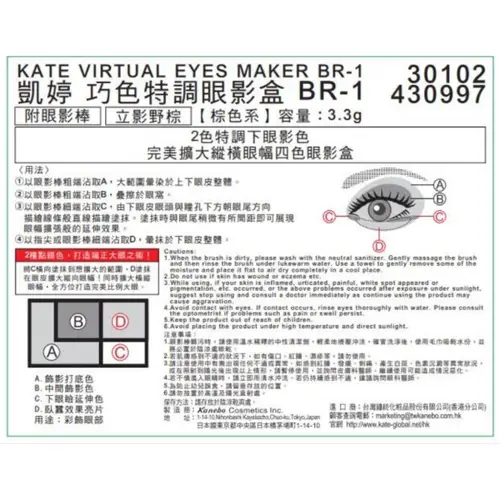 KATE VIRTUAL EYES MAKER BR-1
30102
凱婷 巧色特調眼影盒 BR-1
430997
附眼影棒 立影野棕 【棕色系】容量：3.3g
2色特調下眼影色
完美擴大縱橫眼幅四色眼影盒
<用法>
①以眼影棒粗端沾取A，大範圍暈染於上下眼皮整體。
②以眼影棒粗端沾取B，疊擦於眼窩。
③以眼影棒細端沾取C，由下眼皮眼頭與瞳孔下方朝眼尾方向
描繪線條般直線描繪塗抹。塗抹時與眼尾稍微有所間距即可展現
眼幅擴張般的延伸效果。
④以指尖或眼影棒細端沾取D，暈抹於下眼皮整體。
A
B
C
C
D
2種點顏色，打造端正大眼之術！
將C橫向塗抹到想擴大的範圍，D塗抹
在眼瞳擴大縱向眼幅！同時擴大橫縱
眼幅，全方位打造完美比例大眼。
B
D
A
C
A.顏影打底色
B.中間顏影色
C.下眼瞼延伸色
D.臥蠶效果亮片
用途：彩飾眼部
Cautions:
1.When the brush is dirty, please wash with the neutral sanitizer. Gently massage the brush
and then rinse the brush under lukewarm water. Use a towel to gently remove some of the
moisture and place it flat to air dry completely in a cool place.
2.Do not use if skin has wound or eczema etc.
3.While using, if your skin is inflamed, urticated, painful, white spot appeared or
pigmentation, etc. occurred, or the above problems occurred after exposure under sunlight,
suggest stop using and consult a doctor immediately as continue using the product may
cause aggravation.
4.Avoid contact with eyes. If contact occurs, rinse eyes thoroughly with water. Please consult
the optometrist if problems such as pain or swell persist.
5.Keep out of reach of children.
6.Avoid placing the product under high temperature and direct sunlight.
注意事項：
製造商：Kanebo Cosmetics Inc.
地址：1-14-10, Nihonbashi Kayabacho, Chuo-ku, Tokyo, Japan
日本國東京都中央區日本橋茅場町1-14-10
進口商：台灣鐘紡化粧品股份有限公司(香港分公司)
顧客查詢電郵：marketing@twkanebo.com.hk
官方網址：www.kate-global.net/hk